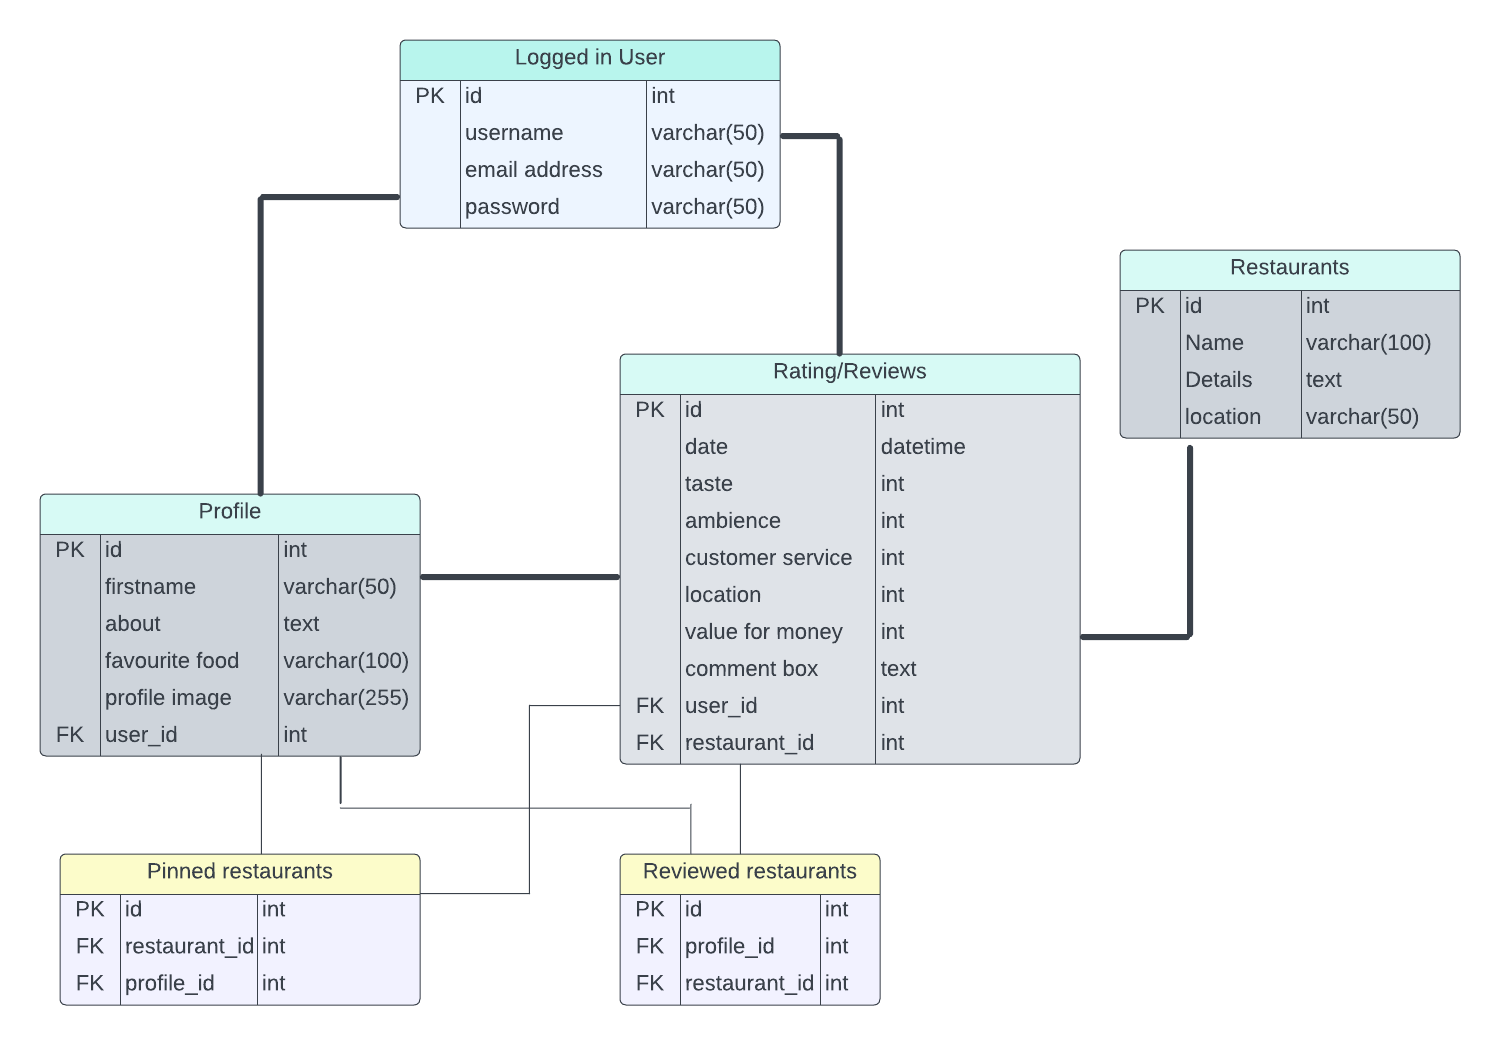 Logged in User
PK id int
username varchar(50)
email address varchar(50)
password varchar(50)
Restaurants
PK id int
Name varchar(100)
Details text
location varchar(50)
Rating/Reviews
PK id int
date datetime
taste int
ambience int
customer service int
location int
value for money int
comment box text
FK user_id int
FK restaurant_id int
Profile
PK id int
firstname varchar(50)
about text
favourite food varchar(100)
profile image varchar(255)
FK user_id int
Pinned restaurants
PK id int
FK restaurant_id int
FK profile_id int
Reviewed restaurants
PK id int
FK profile_id int
FK restaurant_id int